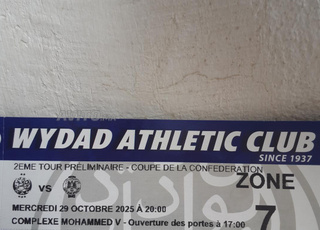 WYDAD ATHLETIC CLUB
SINCE 1937
2EME TOUR PRÉLIMINAIRE - COUPE DE LA CONFEDERATION
ZONE
VS
MERCREDI 29 OCTOBRE 2025 À 20:00
7
COMPLEXE MOHAMMED V - Ouverture des portes à 17:00